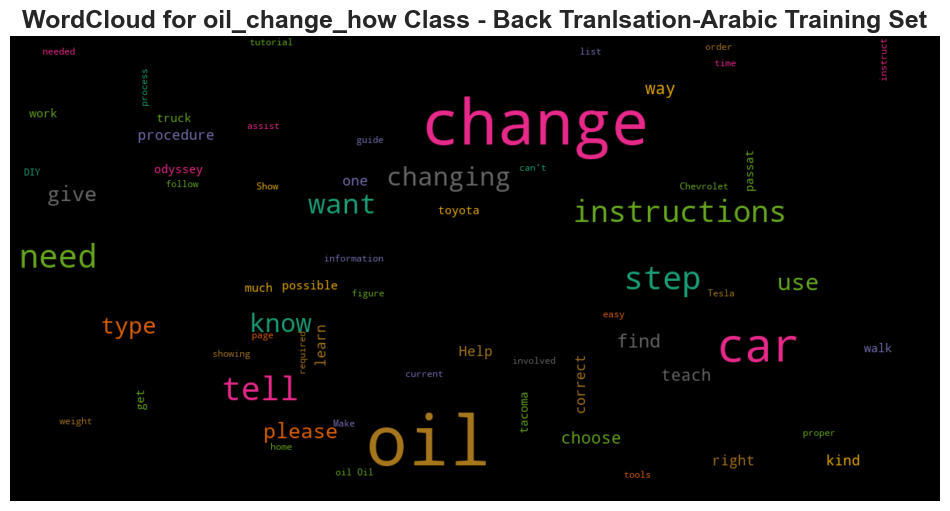 WordCloud for oil_change_how Class - Back Tranlsation-Arabic Training Set
tutorial
needed
list
order
time
instruct
process
way
change
work
truck
assist
procedure
guide
DIY
odyssey
can't
passat
follow
Show
one
changing
Chevrolet
give
want
toyota
instructions
need
information
step
use
much
possible
figure
Tesla
type
know
easy
page
required
learn
find
car
walk
showing
Help
involved
teach
current
correct
tell
get
tacoma
weight
Make
please
oil
choose
proper
home
right
kind
oil Oil
tools